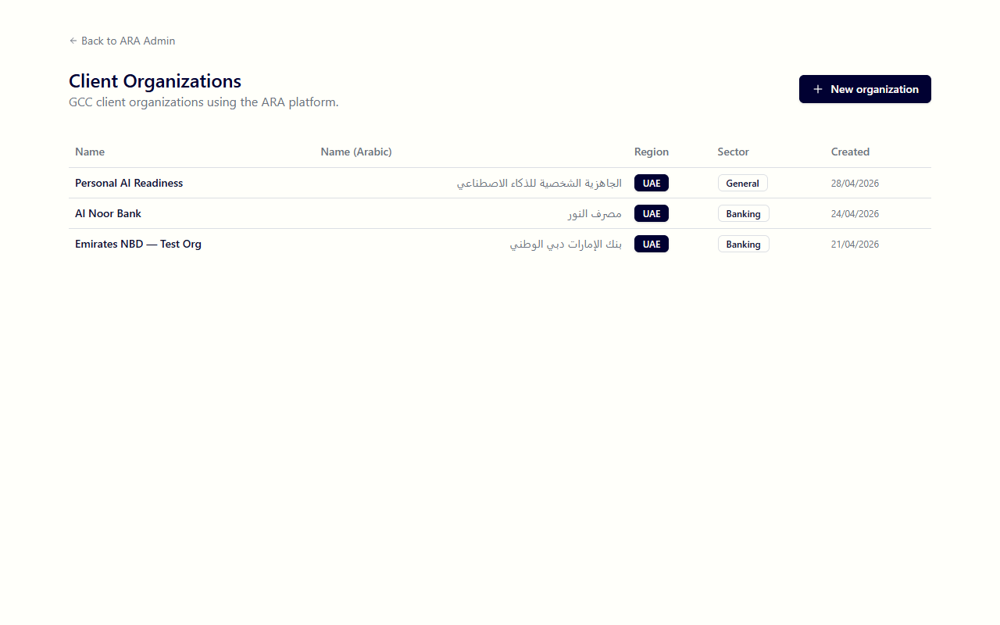 Back to ARA Admin
Client Organizations
GCC client organizations using the ARA platform.
New organization
Name Name (Arabic) Region Sector Created
Personal AI Readiness الجاهزية الشخصية للذكاء الاصطناعي UAE General 28/04/2026
Al Noor Bank مصرف النور UAE Banking 24/04/2026
Emirates NBD — Test Org بنك الإمارات دبي الوطني UAE Banking 21/04/2026